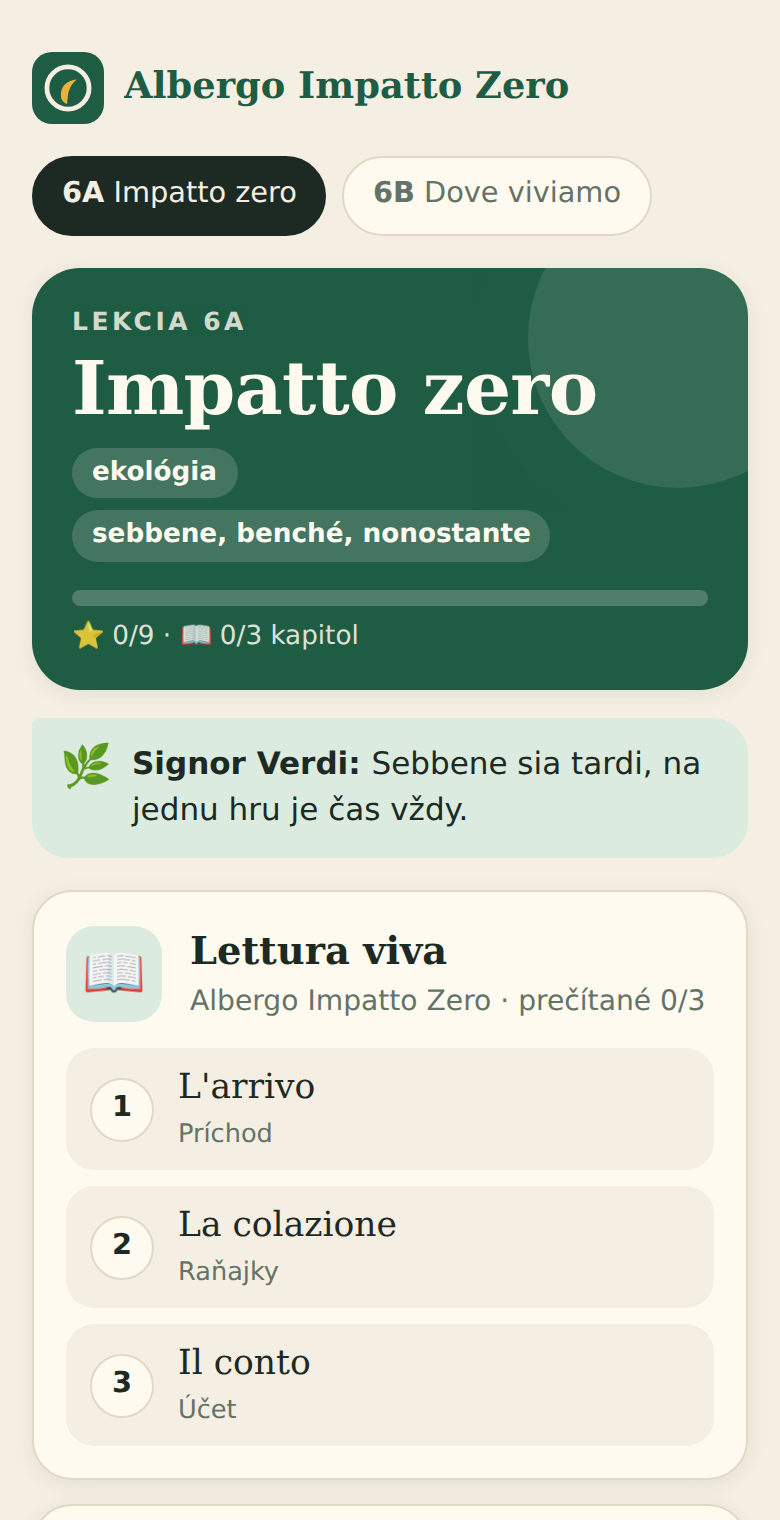 Albergo Impatto Zero
6A Impatto zero
6B Dove viviamo
LEKCIA 6A
Impatto zero
ekológia
sebbene, benché, nonostante
⭐ 0/9 · 📖 0/3 kapitol
🌿 Signor Verdi: Sebbene sia tardi, na
jednu hru je čas vždy.
📖 Lettura viva
Albergo Impatto Zero · prečítané 0/3
1 L'arrivo
Príchod
2 La colazione
Raňajky
3 Il conto
Účet